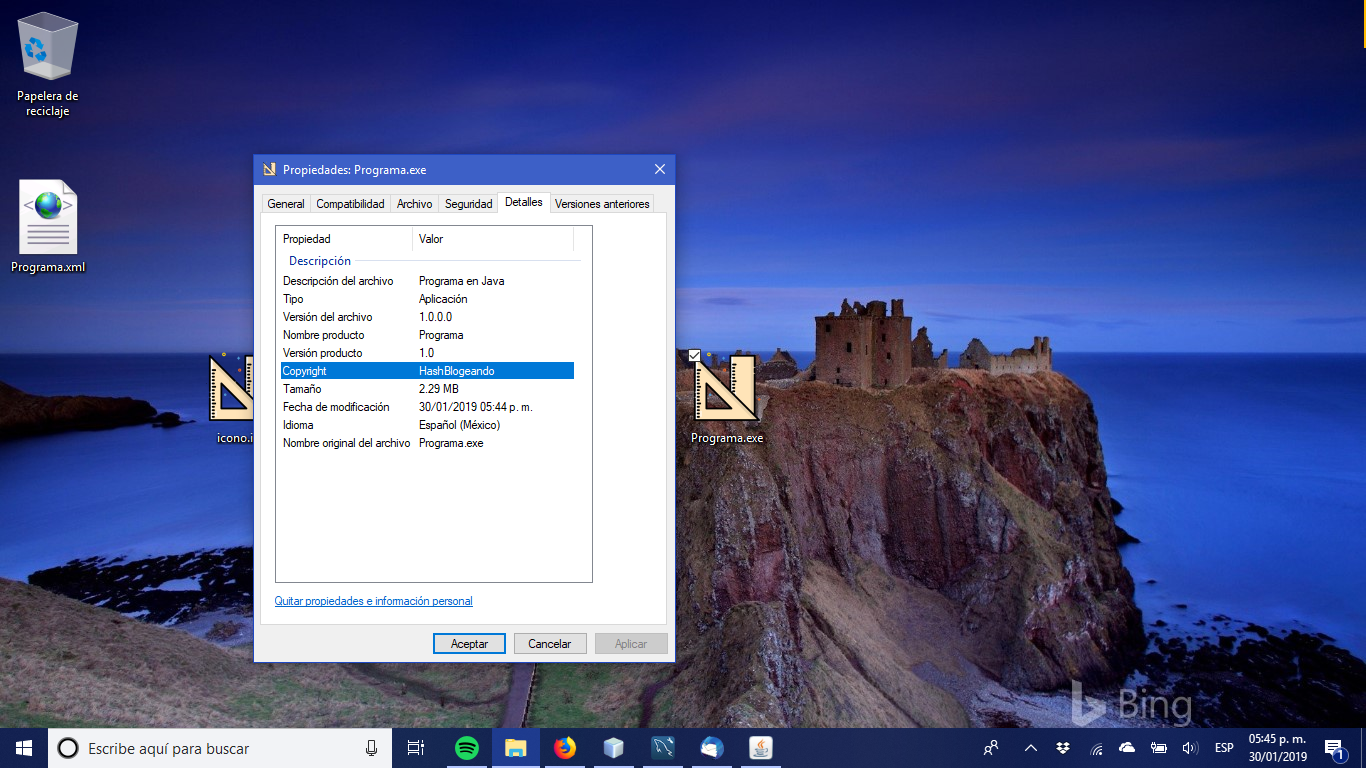 Papelera de
reciclaje
Programa.xml
Propiedades: Programa.exe
General Compatibilidad Archivo Seguridad Detalles Versiones anteriores
Propiedad Valor
Descripción
Descripción del archivo Programa en Java
Tipo Aplicación
Versión del archivo 1.0.0.0
Nombre producto Programa
Versión producto 1.0
Copyright HashBlogeando
Tamaño 2.29 MB
Fecha de modificación 30/01/2019 05:44 p. m.
Idioma Español (México)
Nombre original del archivo Programa.exe
Quitar propiedades e información personal
Aceptar Cancelar Aplicar
icono.i
Programa.exe
Bing
Escribe aquí para buscar
ESP
05:45 p. m.
30/01/2019
1